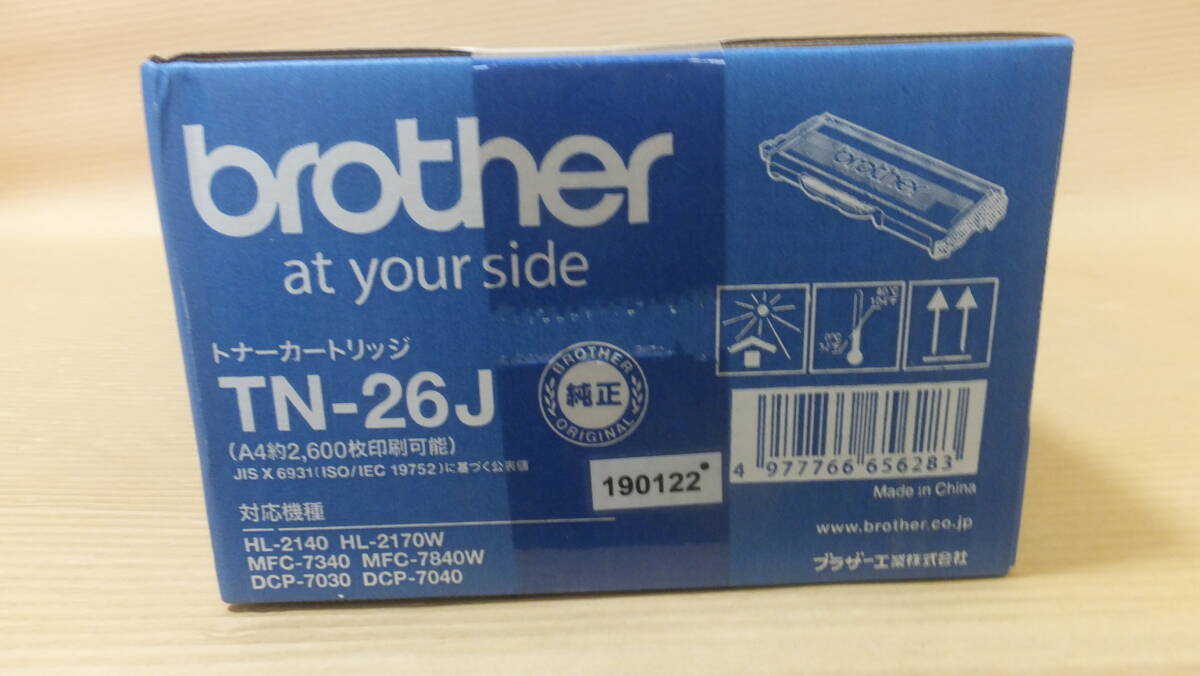 brother
at your side
トナーカートリッジ
TN-26J
(A4約2,600枚印刷可能)
JIS X 6931(ISO/IEC 19752)に基づく公表値
対応機種
HL-2140 HL-2170W
MFC-7340 MFC-7840W
DCP-7030 DCP-7040
BROTHER
純正
ORIGINAL
190122
brother
40℃
104°F
0℃
32°F
4 977766 656283
Made in China
www.brother.co.jp
ブラザー工業株式会社